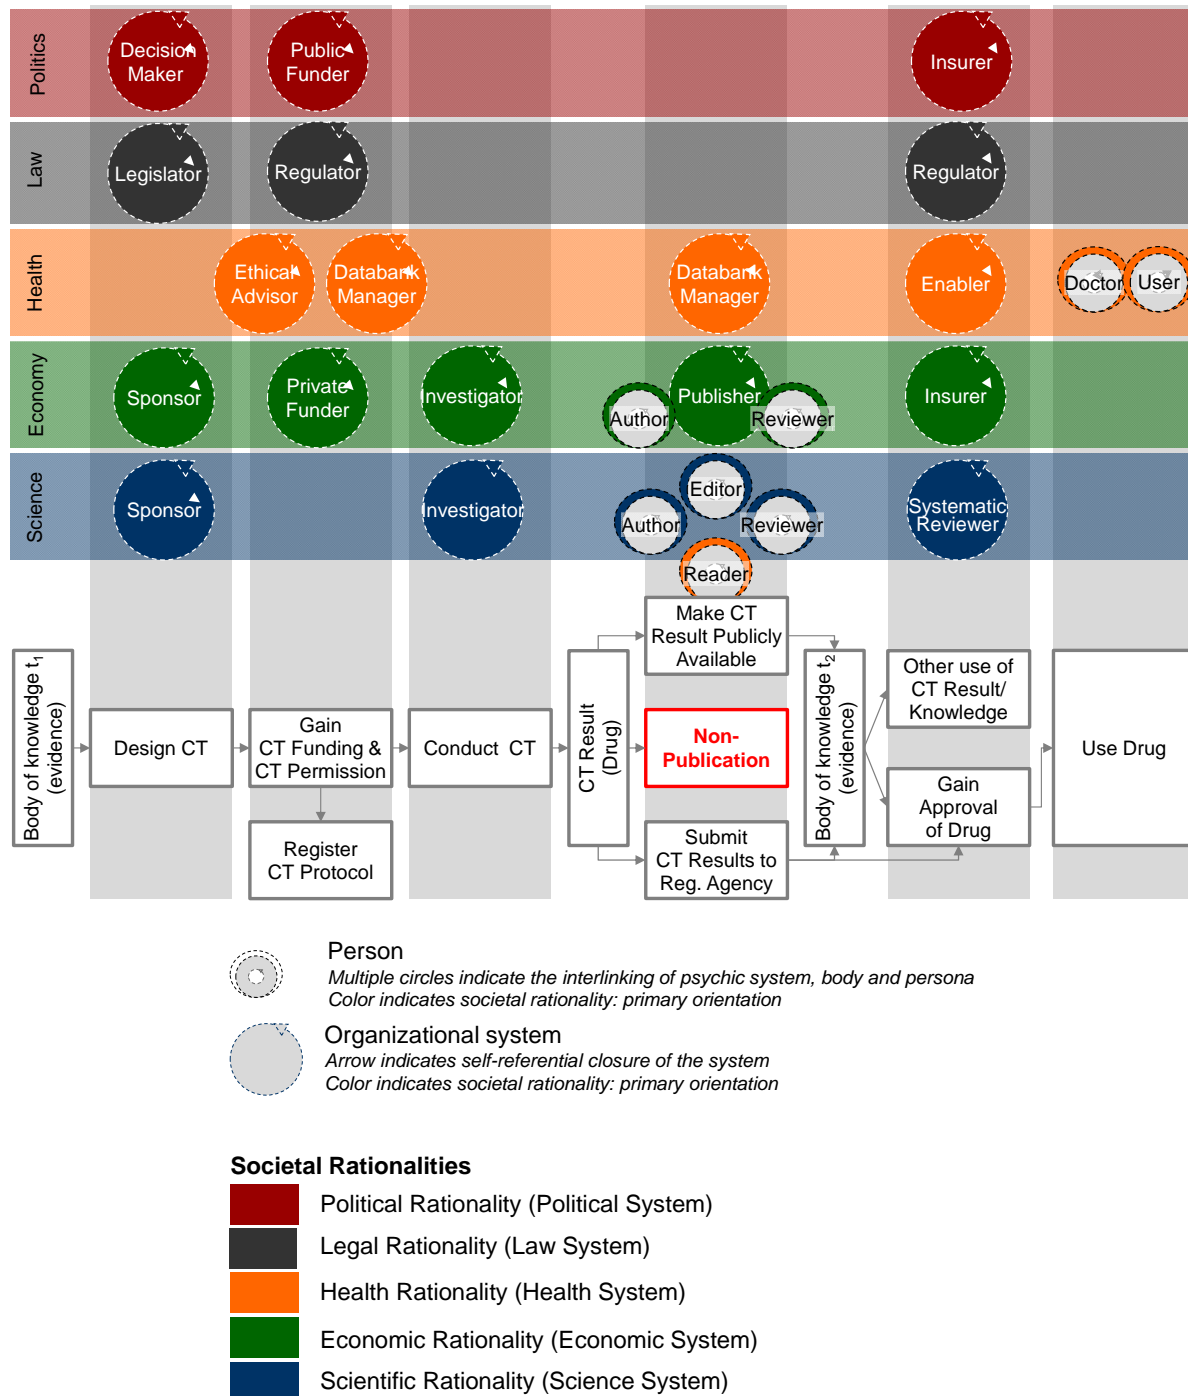 Politics
Decision
Maker
Public
Funder
Insurer
Law
Legislator
Regulator
Regulator
Health
Ethical
Advisor
Databank
Manager
Databank
Manager
Enabler
Doctor
User
Economy
Sponsor
Private
Funder
Investigator
Author
Publisher
Reviewer
Insurer
Science
Sponsor
Investigator
Author
Editor
Reviewer
Reader
Systematic
Reviewer
Body of knowledge t1
(evidence)
Design CT
Gain
CT Funding &
CT Permission
Register
CT Protocol
Conduct CT
CT Result
(Drug)
Make CT
Result Publicly
Available
Non-
Publication
Submit
CT Results to
Reg. Agency
Body of knowledge t2
(evidence)
Other use of
CT Result/
Knowledge
Gain
Approval
of Drug
Use Drug
Person
Multiple circles indicate the interlinking of psychic system, body and persona
Color indicates societal rationality: primary orientation
Organizational system
Arrow indicates self-referential closure of the system
Color indicates societal rationality: primary orientation
Societal Rationalities
Political Rationality (Political System)
Legal Rationality (Law System)
Health Rationality (Health System)
Economic Rationality (Economic System)
Scientific Rationality (Science System)